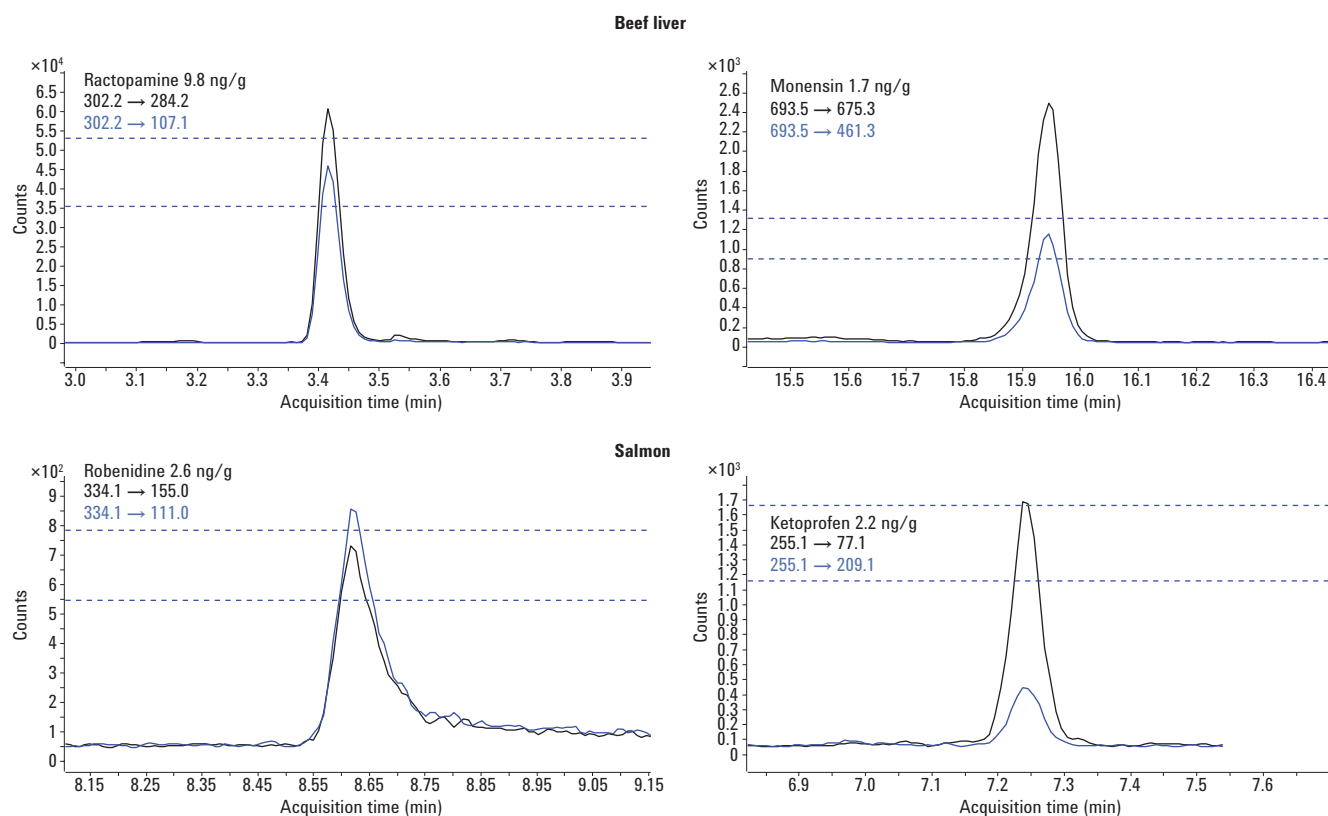 Beef liver
×10⁴
Ractopamine 9.8 ng/g
302.2 → 284.2
302.2 → 107.1
6.5
6.0
5.5
5.0
4.5
4.0
3.5
3.0
2.5
2.0
1.5
1.0
0.5
0
Counts
3.0 3.1 3.2 3.3 3.4 3.5 3.6 3.7 3.8 3.9
Acquisition time (min)
×10³
Monensin 1.7 ng/g
693.5 → 675.3
693.5 → 461.3
2.6
2.4
2.2
2.0
1.8
1.6
1.4
1.2
1.0
0.8
0.6
0.4
0.2
0
Counts
15.5 15.6 15.7 15.8 15.9 16.0 16.1 16.2 16.3 16.4
Acquisition time (min)
Salmon
×10²
Robenidine 2.6 ng/g
334.1 → 155.0
334.1 → 111.0
9
8
7
6
5
4
3
2
1
0
Counts
8.15 8.25 8.35 8.45 8.55 8.65 8.75 8.85 8.95 9.05 9.15
Acquisition time (min)
×10³
Ketoprofen 2.2 ng/g
255.1 → 77.1
255.1 → 209.1
1.7
1.6
1.5
1.4
1.3
1.2
1.1
1.0
0.9
0.8
0.7
0.6
0.5
0.4
0.3
0.2
0.1
0
Counts
6.9 7.0 7.1 7.2 7.3 7.4 7.5 7.6
Acquisition time (min)